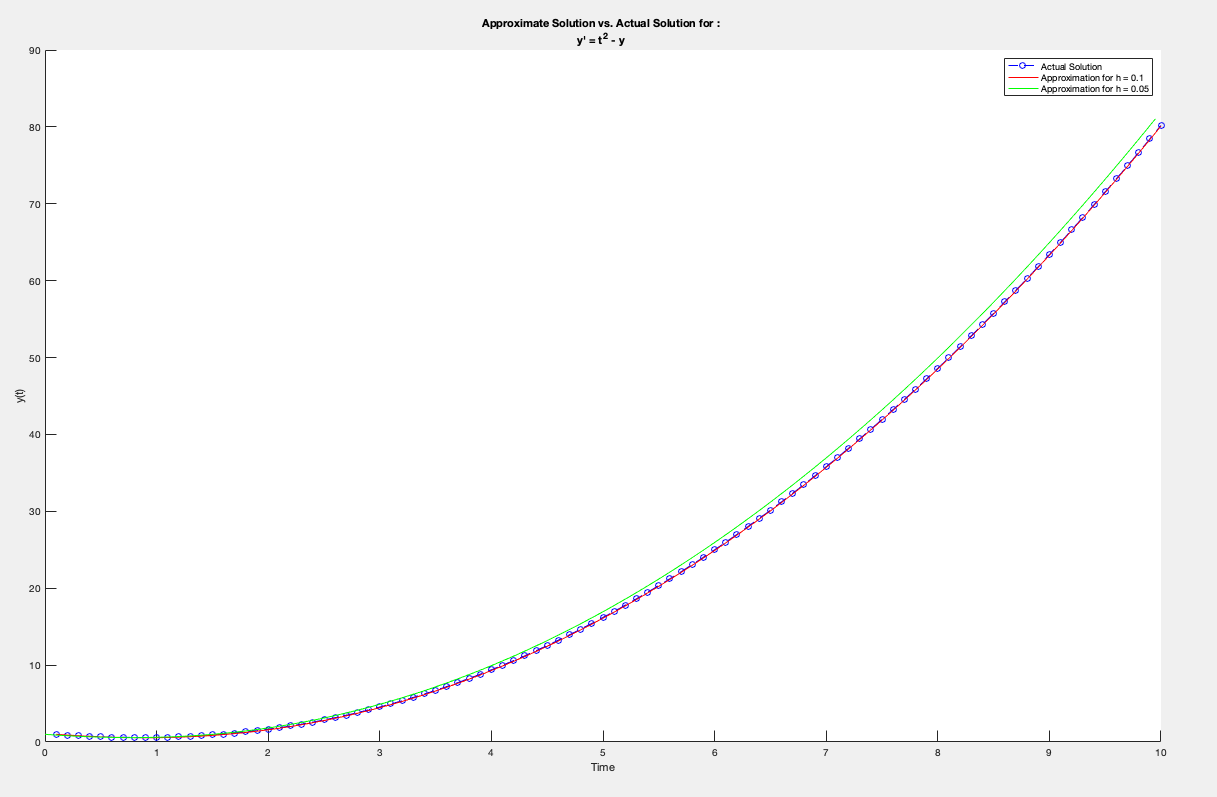 Approximate Solution vs. Actual Solution for :
y' = t² - y
Actual Solution
Approximation for h = 0.1
Approximation for h = 0.05
90
80
70
60
50
40
30
20
10
0
y(t)
0 1 2 3 4 5 6 7 8 9 10
Time